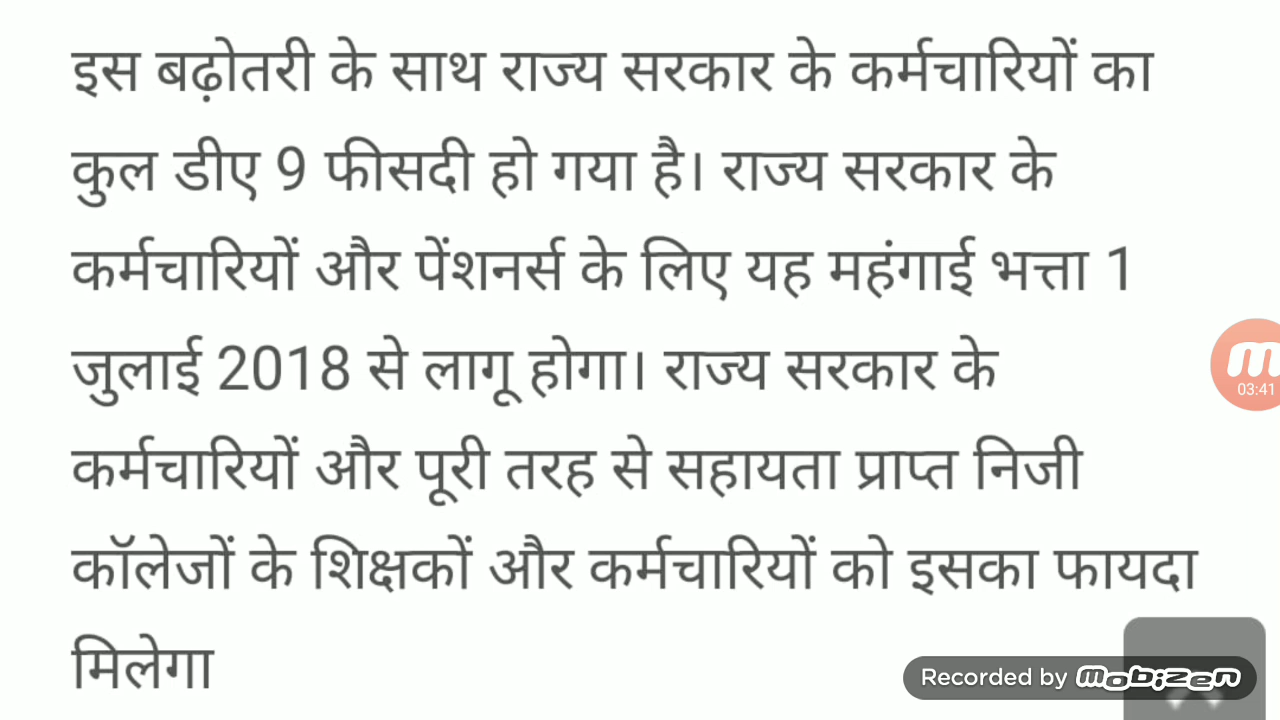 इस बढ़ोतरी के साथ राज्य सरकार के कर्मचारियों का
कुल डीए 9 फीसदी हो गया है। राज्य सरकार के
कर्मचारियों और पेंशनर्स के लिए यह महंगाई भत्ता 1
जुलाई 2018 से लागू होगा। राज्य सरकार के
कर्मचारियों और पूरी तरह से सहायता प्राप्त निजी
कॉलेजों के शिक्षकों और कर्मचारियों को इसका फायदा
मिलेगा
03:41
Recorded by mobizen